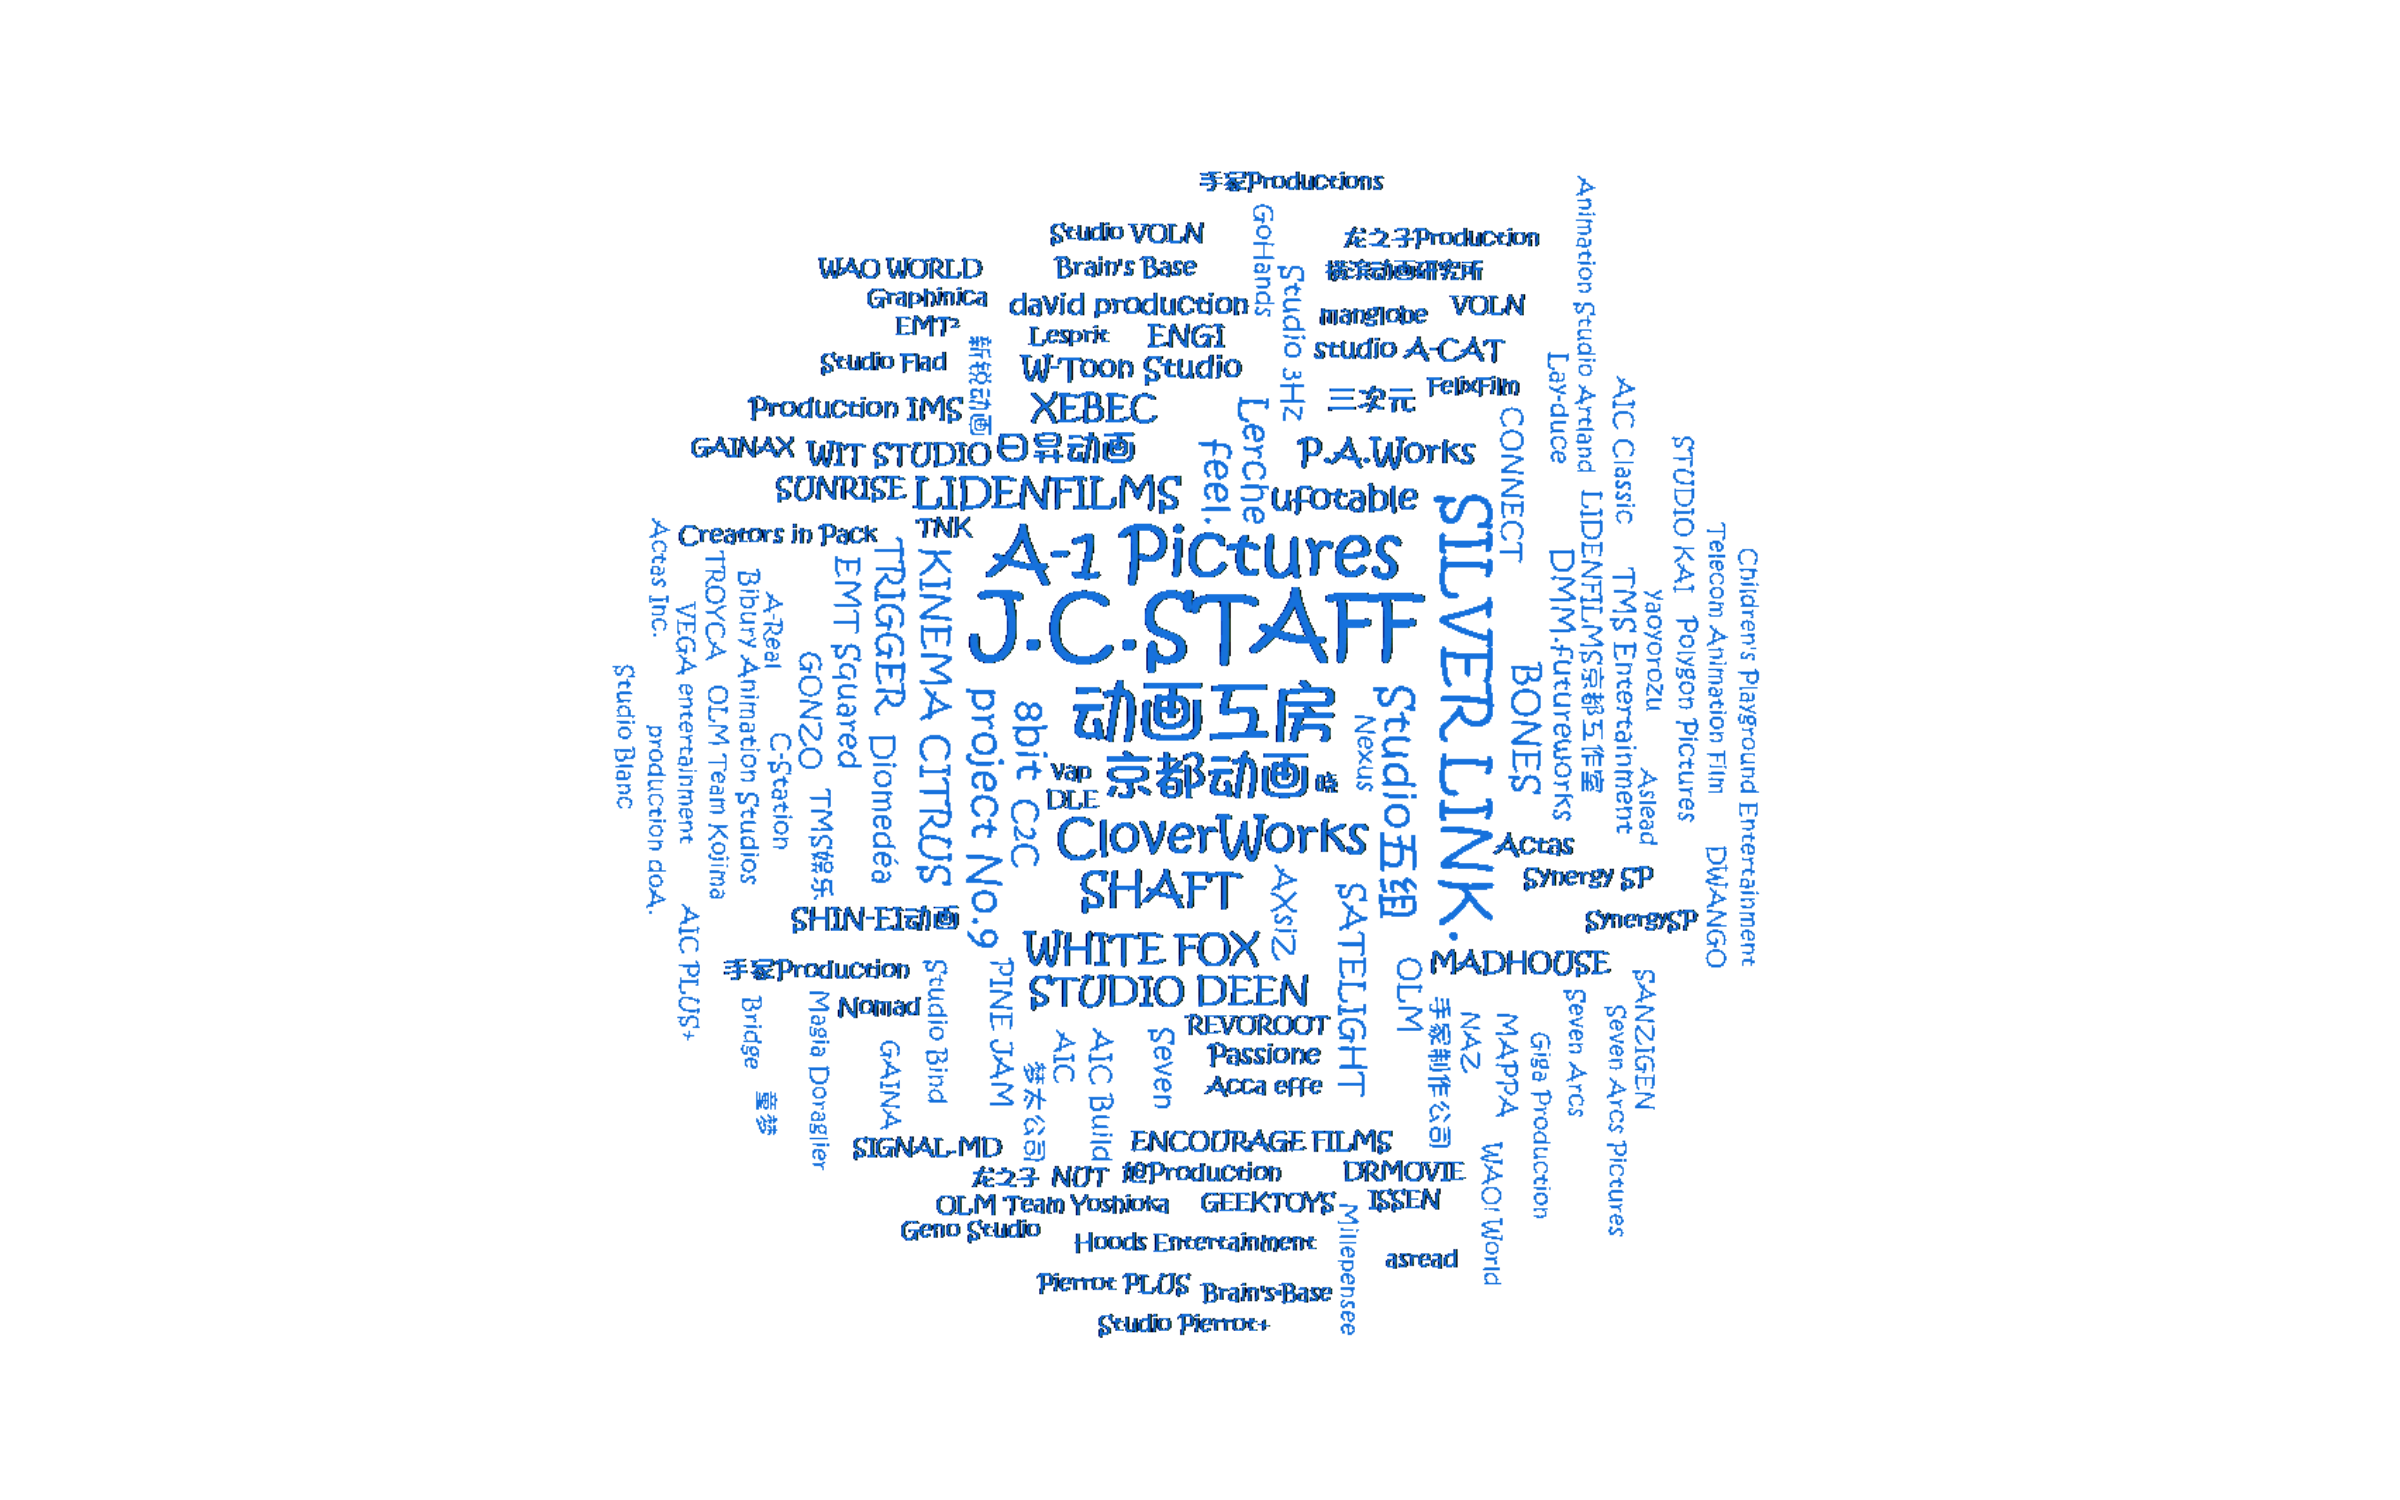 手冢Productions
Studio VOLN
GoHands
龙之子Production
Animation Studio Artland
WAO WORLD
Brain's Base
Studio 3Hz
横滨动画研究所
Graphinica
david production
manglobe
VOLN
EMT²
Lesprit
ENGI
studio A-CAT
Studio Flad
新锐动画
W-Toon Studio
Lay-duce
三次元
FelixFilm
AIC Classic
Production IMS
XEBEC
Lerche
CONNECT
GAINAX
WIT STUDIO
日昇动画
feel.
P.A.Works
STUDIO KAI
SUNRISE
LIDENFILMS
ufotable
SILVER LINK.
LIDENFILMS京都工作室
Actas Inc.
Creators in Pack
TNK
A-1 Pictures
Telecom Animation Film
Children's Playground Entertainment
TROYCA
EMT Squared
TRIGGER
KINEMA CITRUS
DMM.futureworks
TMS Entertainment
Bibury Animation Studios
A-Real
J.C.STAFF
yaoyorozu
Polygon Pictures
VEGA entertainment
Studio Blanc
GONZO
BONES
OLM Team Kojima
project No.9
8bit
动画工房
Studio五组
Nexus
production doA.
C-Station
Diomedéa
Vap
京都动画
暁
Aslead
DLE
TMS娱乐
C2C
CloverWorks
Actas
DWANGO
SHAFT
AXsiZ
SATELIGHT
Synergy SP
AIC PLUS+
SHIN-EI动画
SynergySP
WHITE FOX
MADHOUSE
手冢Production
Studio Bind
PINE JAM
STUDIO DEEN
OLM
SANZIGEN
Bridge
Magia Doraglier
Nomad
手冢制作公司
NAZ
MAPPA
Seven Arcs
Seven Arcs Pictures
REVOROOT
GAINA
AIC
AIC Build
Seven
Passione
Giga Production
梦太公司
Acca effe
童梦
SIGNAL.MD
ENCOURAGE FILMS
WAO!World
龙之子
NUT
旭Production
DRMOVIE
OLM Team Yoshioka
GEEKTOYS
ISSEN
Millepensee
Geno Studio
Hoods Entertainment
asread
Pierrot PLUS
Brain's·Base
Studio Pierrot+